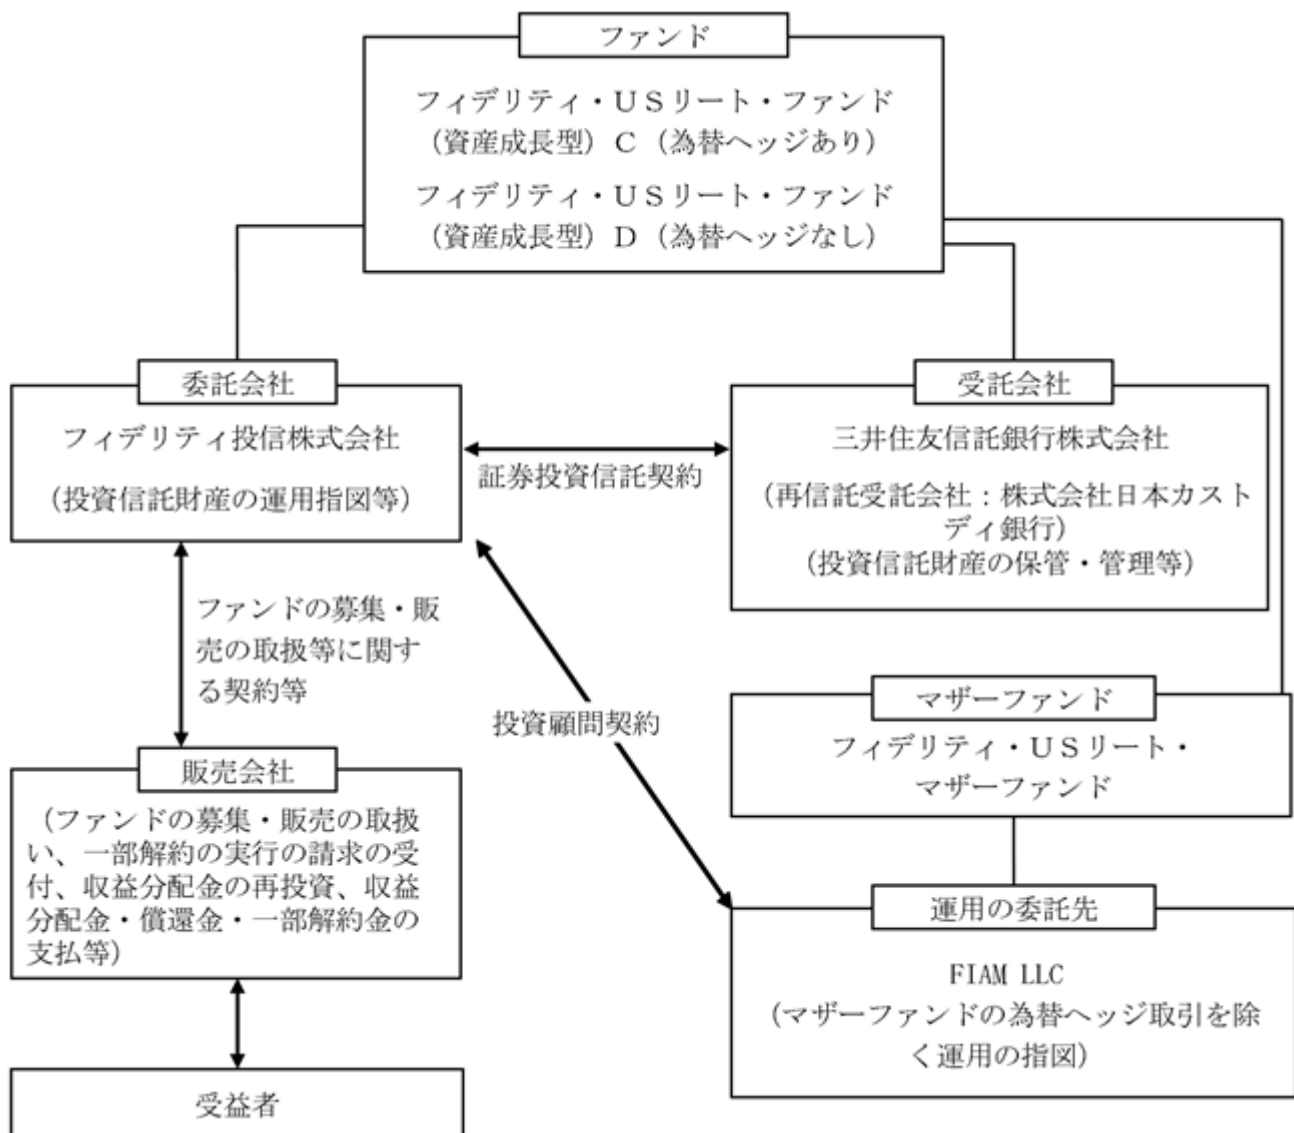 ファンド
フィデリティ・ＵＳリート・ファンド
（資産成長型）Ｃ（為替ヘッジあり）
フィデリティ・ＵＳリート・ファンド
（資産成長型）Ｄ（為替ヘッジなし）
委託会社
フィデリティ投信株式会社
（投資信託財産の運用指図等）
証券投資信託契約
受託会社
三井住友信託銀行株式会社
（再信託受託会社：株式会社日本カスト
ディ銀行）
（投資信託財産の保管・管理等）
ファンドの募集・販
売の取扱等に関す
る契約等
投資顧問契約
マザーファンド
フィデリティ・ＵＳリート・
マザーファンド
販売会社
（ファンドの募集・販売の取扱
い、一部解約の実行の請求の受
付、収益分配金の再投資、収益
分配金・償還金・一部解約金の
支払等）
運用の委託先
FIAM LLC
（マザーファンドの為替ヘッジ取引を除
く運用の指図）
受益者